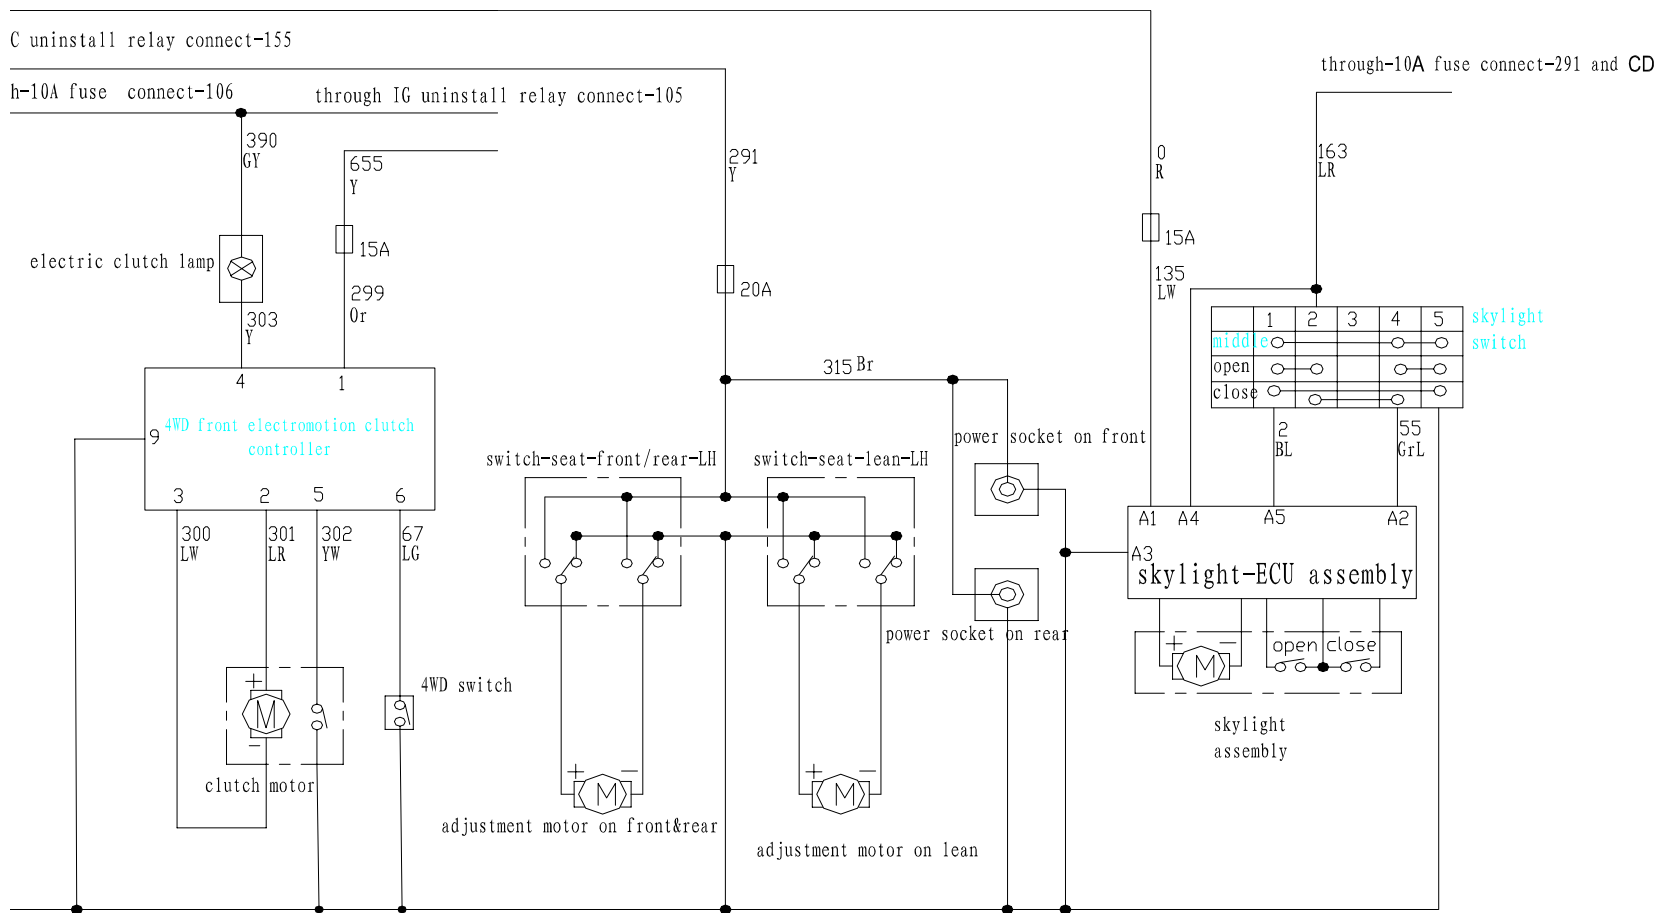 C uninstall relay connect-155
through-10A fuse connect-291 and CD
h-10A fuse connect-106
through IG uninstall relay connect-105
390
GY
655
Y
291
Y
0
R
163
LR
15A
15A
electric clutch lamp
135
LW
20A
299
Or
303
Y
1 2 3 4 5
skylight
switch
middle
open
close
315 Br
4 1
4WD front electromotion clutch
controller
9
2
BL
55
GrL
power socket on front
switch-seat-front/rear-LH
switch-seat-lean-LH
3 2 5 6
A1 A4 A5 A2
300
LW
301
LR
302
YW
67
LG
A3
skylight-ECU assembly
power socket on rear
+ -
open close
M
+
4WD switch
M
-
skylight
assembly
clutch motor
+ -
M
+ -
M
adjustment motor on front&rear
adjustment motor on lean